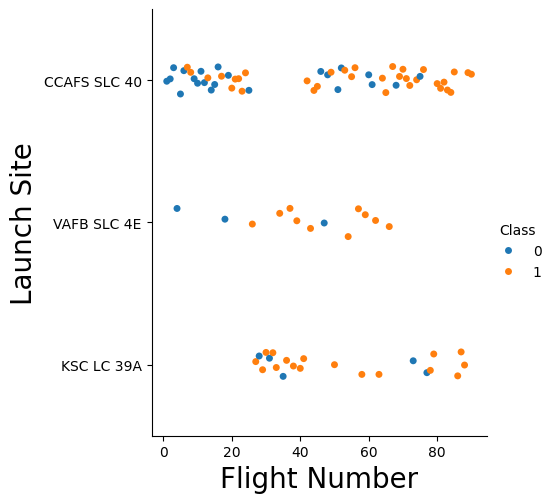 CCAFS SLC 40
VAFB SLC 4E
KSC LC 39A
Launch Site
0 20 40 60 80
Flight Number
Class
0
1